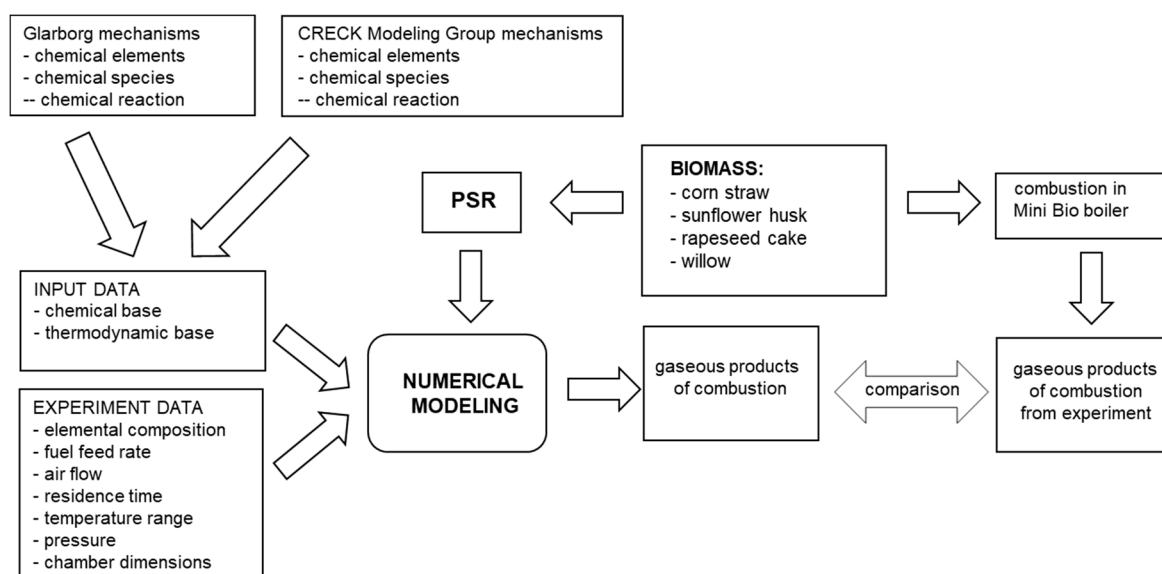 Glarborg mechanisms
- chemical elements
- chemical species
-- chemical reaction
CRECK Modeling Group mechanisms
- chemical elements
- chemical species
-- chemical reaction
PSR
BIOMASS:
- corn straw
- sunflower husk
- rapeseed cake
- willow
combustion in
Mini Bio boiler
INPUT DATA
- chemical base
- thermodynamic base
NUMERICAL
MODELING
gaseous products
of combustion
comparison
gaseous products
of combustion
from experiment
EXPERIMENT DATA
- elemental composition
- fuel feed rate
- air flow
- residence time
- temperature range
- pressure
- chamber dimensions